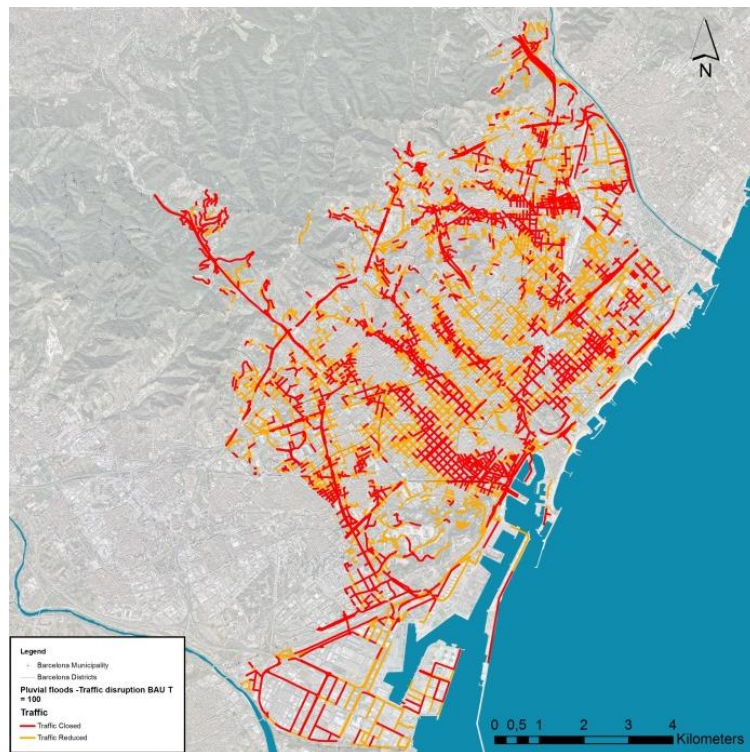 N
Legend
Barcelona Municipality
Barcelona Districts
Pluvial floods -Traffic disruption BAU T
= 100
Traffic
Traffic Closed
Traffic Reduced
0 0,5 1 2 3 4
Kilometers